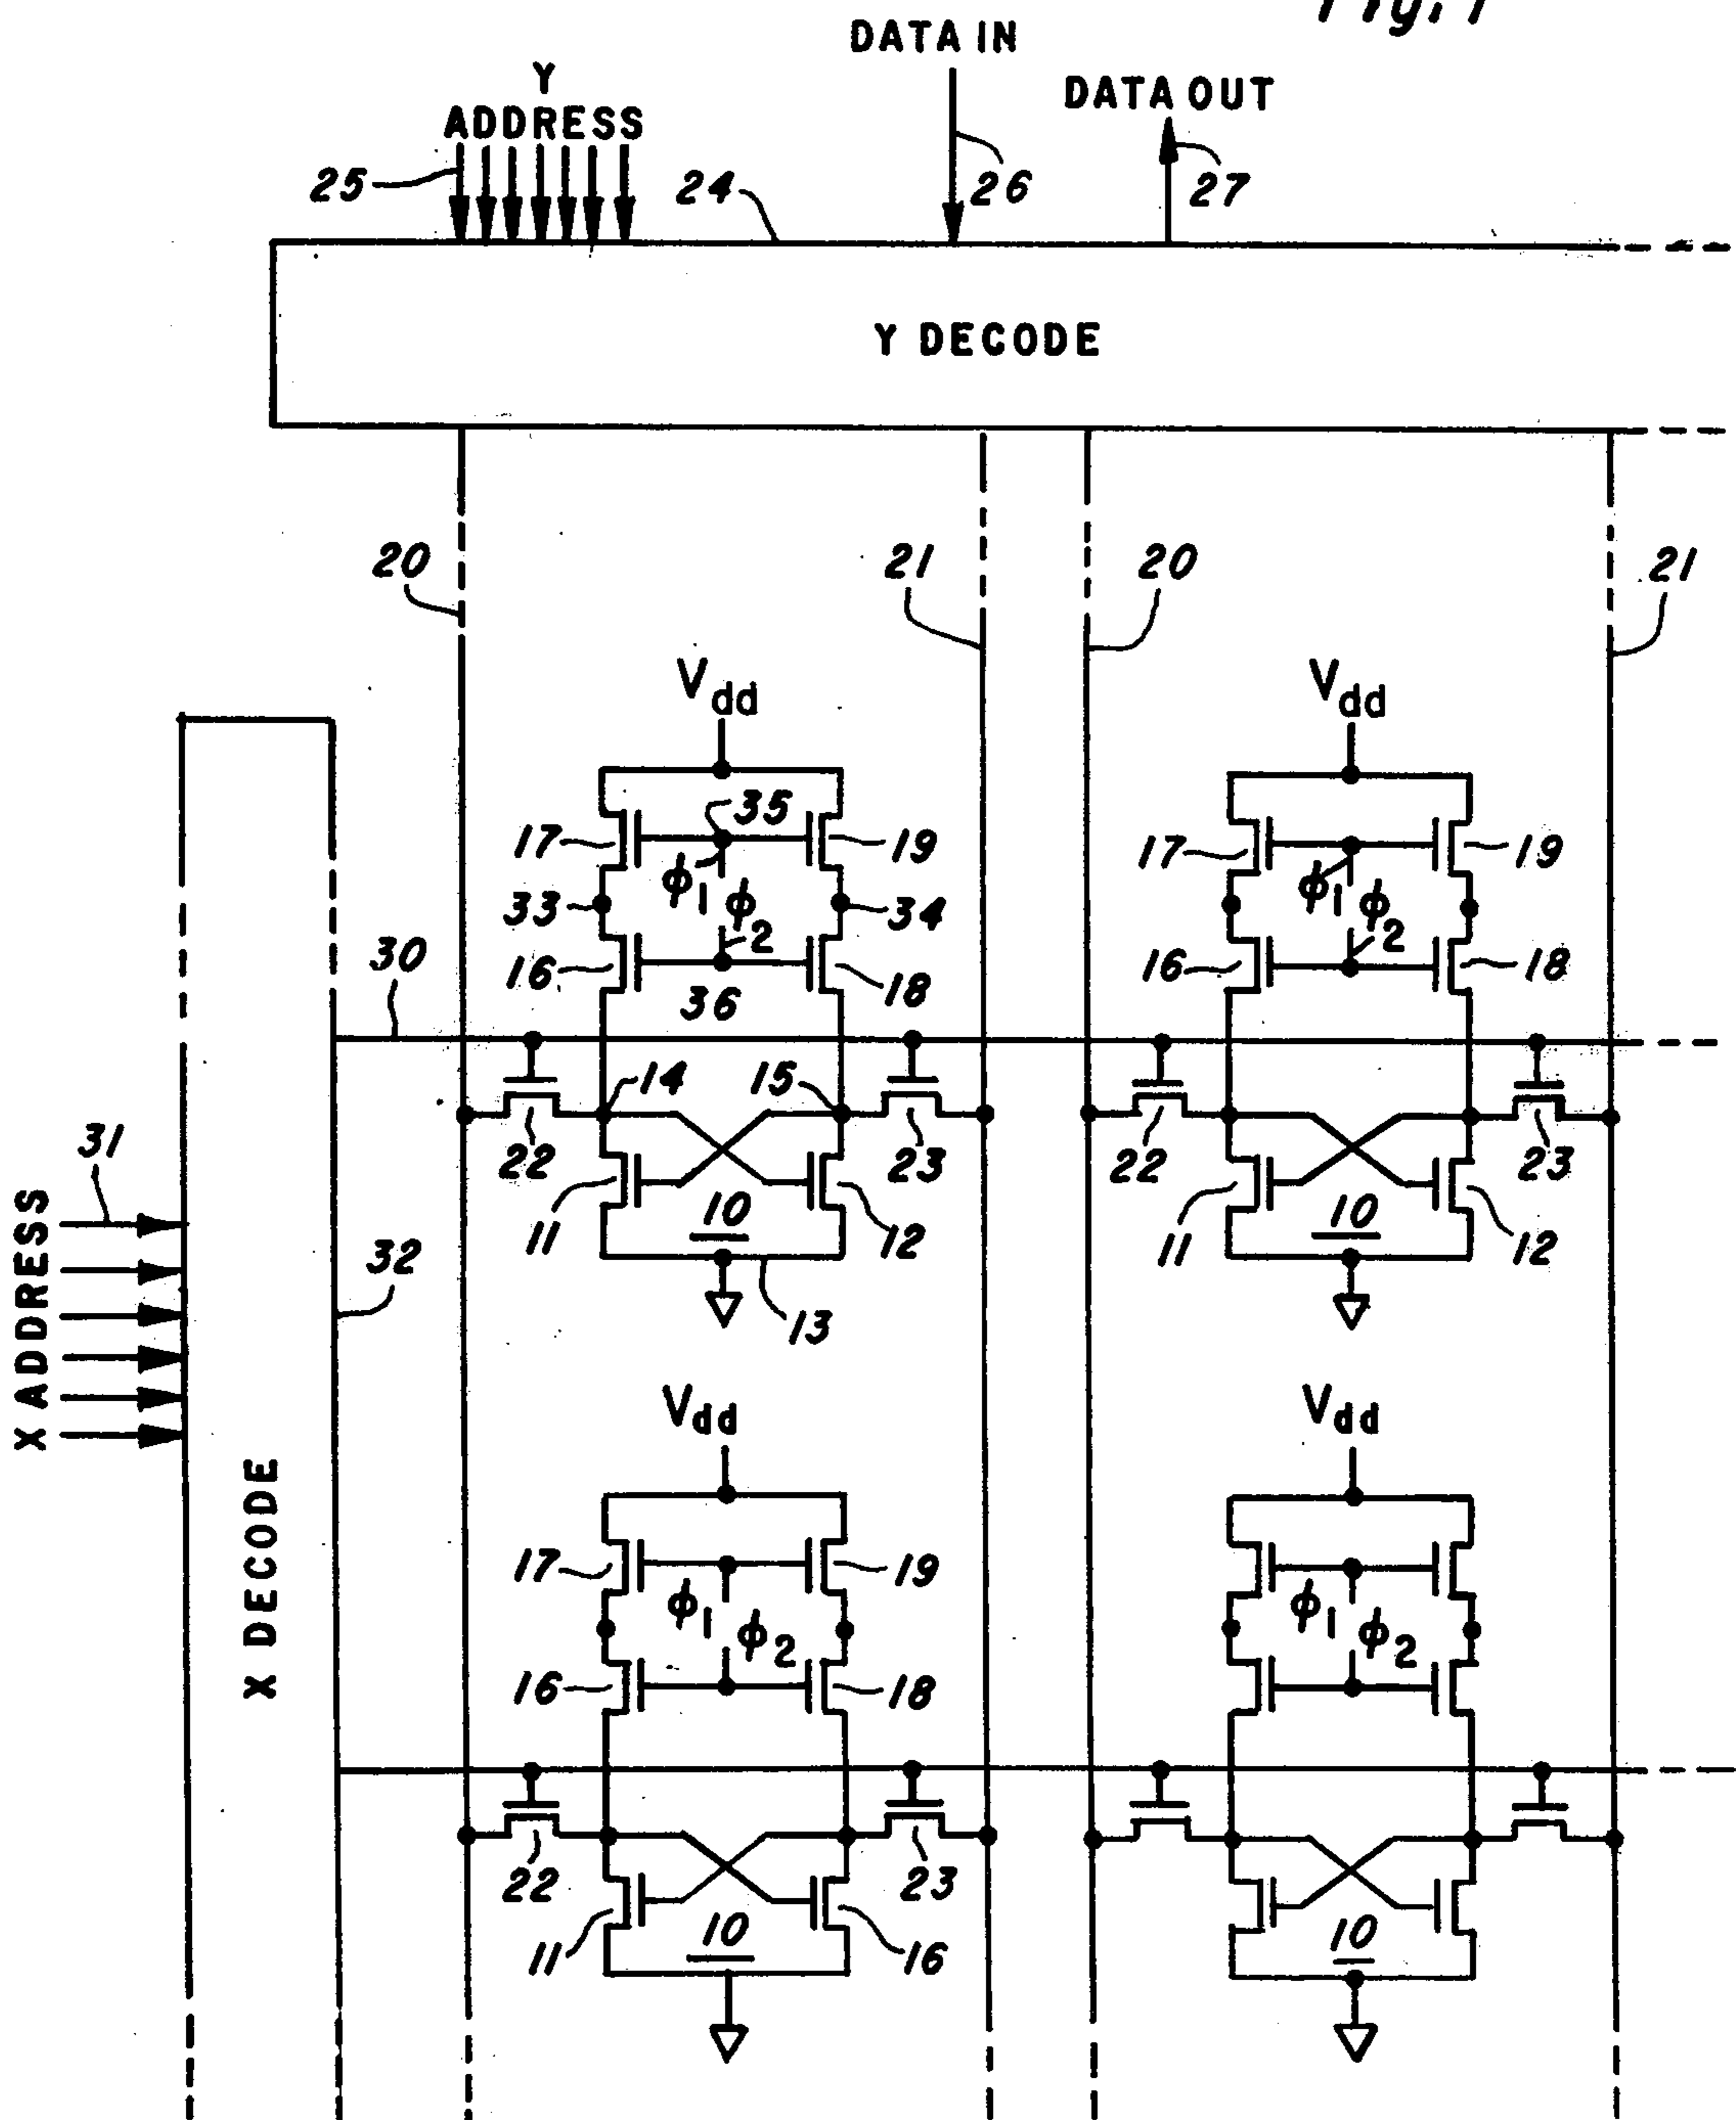 Fig. 1
DATA IN
DATA OUT
Y
ADDRESS
25
24
26
27
Y DECODE
20
21
20
21
Vdd
Vdd
35
17
19
17
19
ϕ1
ϕ1
33
ϕ2
34
ϕ2
30
16
36
18
16
18
14
15
31
22
23
22
23
X ADDRESS
11
10
12
11
10
12
32
13
Vdd
Vdd
X DECODE
17
19
ϕ1
ϕ2
ϕ1
ϕ2
16
18
22
23
11
10
16
10